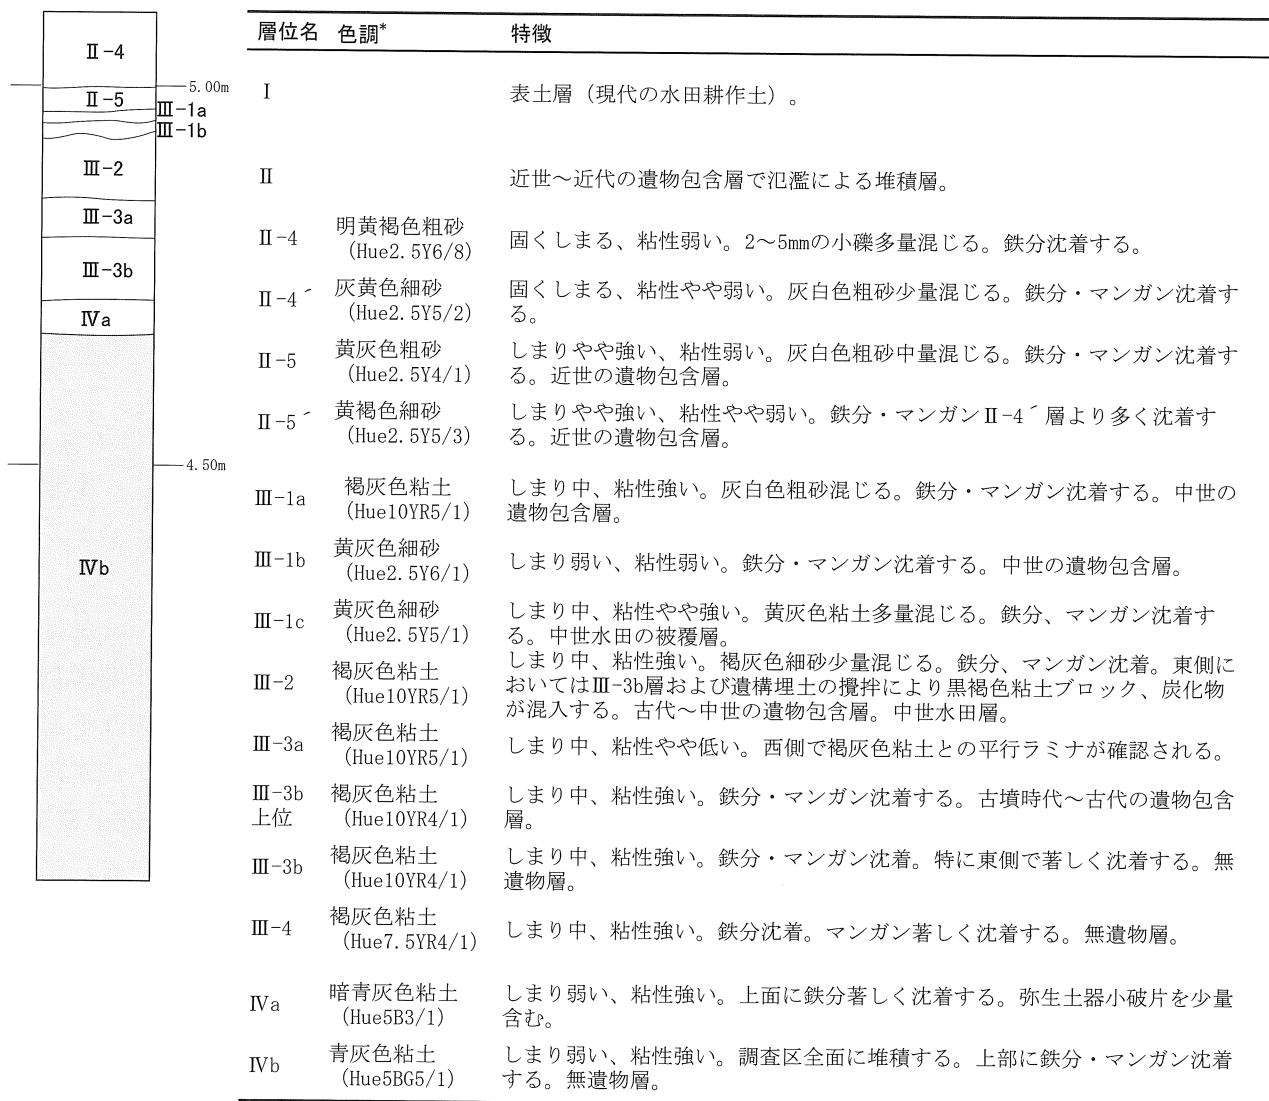 Ⅱ-4
5.00m
Ⅱ-5
Ⅲ-1a
Ⅲ-1b
Ⅲ-2
Ⅲ-3a
Ⅲ-3b
Ⅳa
4.50m
Ⅳb
層位名 色調* 特徴
Ⅰ 表土層（現代の水田耕作土）。
Ⅱ 近世～近代の遺物包含層で氾濫による堆積層。
Ⅱ-4 明黄褐色粗砂
(Hue2.5Y6/8)
固くしまる、粘性弱い。2～5mmの小礫多量混じる。鉄分沈着する。
Ⅱ-4´ 灰黄色細砂
(Hue2.5Y5/2)
固くしまる、粘性やや弱い。灰白色粗砂少量混じる。鉄分・マンガン沈着す
る。
Ⅱ-5 黄灰色粗砂
(Hue2.5Y4/1)
しまりやや強い、粘性弱い。灰白色粗砂中量混じる。鉄分・マンガン沈着す
る。近世の遺物包含層。
Ⅱ-5´ 黄褐色細砂
(Hue2.5Y5/3)
しまりやや強い、粘性やや弱い。鉄分・マンガンⅡ-4´層より多く沈着す
る。近世の遺物包含層。
Ⅲ-1a 褐灰色粘土
(Hue10YR5/1)
しまり中、粘性強い。灰白色粗砂混じる。鉄分・マンガン沈着する。中世の
遺物包含層。
Ⅲ-1b 黄灰色細砂
(Hue2.5Y6/1)
しまり弱い、粘性弱い。鉄分・マンガン沈着する。中世の遺物包含層。
Ⅲ-1c 黄灰色細砂
(Hue2.5Y5/1)
しまり中、粘性やや強い。黄灰色粘土多量混じる。鉄分、マンガン沈着す
る。中世水田の被覆層。
Ⅲ-2 褐灰色粘土
(Hue10YR5/1)
しまり中、粘性強い。褐灰色細砂少量混じる。鉄分、マンガン沈着。東側に
おいてはⅢ-3b層および遺構埋土の攪拌により黒褐色粘土ブロック、炭化物
が混入する。古代～中世の遺物包含層。中世水田層。
Ⅲ-3a 褐灰色粘土
(Hue10YR5/1)
しまり中、粘性やや低い。西側で褐灰色粘土との平行ラミナが確認される。
Ⅲ-3b
上位
褐灰色粘土
(Hue10YR4/1)
しまり中、粘性強い。鉄分・マンガン沈着する。古墳時代～古代の遺物包含
層。
Ⅲ-3b 褐灰色粘土
(Hue10YR4/1)
しまり中、粘性強い。鉄分・マンガン沈着。特に東側で著しく沈着する。無
遺物層。
Ⅲ-4 褐灰色粘土
(Hue7.5YR4/1)
しまり中、粘性強い。鉄分沈着。マンガン著しく沈着する。無遺物層。
Ⅳa 暗青灰色粘土
(Hue5B3/1)
しまり弱い、粘性強い。上面に鉄分著しく沈着する。弥生土器小破片を少量
含む。
Ⅳb 青灰色粘土
(Hue5BG5/1)
しまり弱い、粘性強い。調査区全面に堆積する。上部に鉄分・マンガン沈着
する。無遺物層。